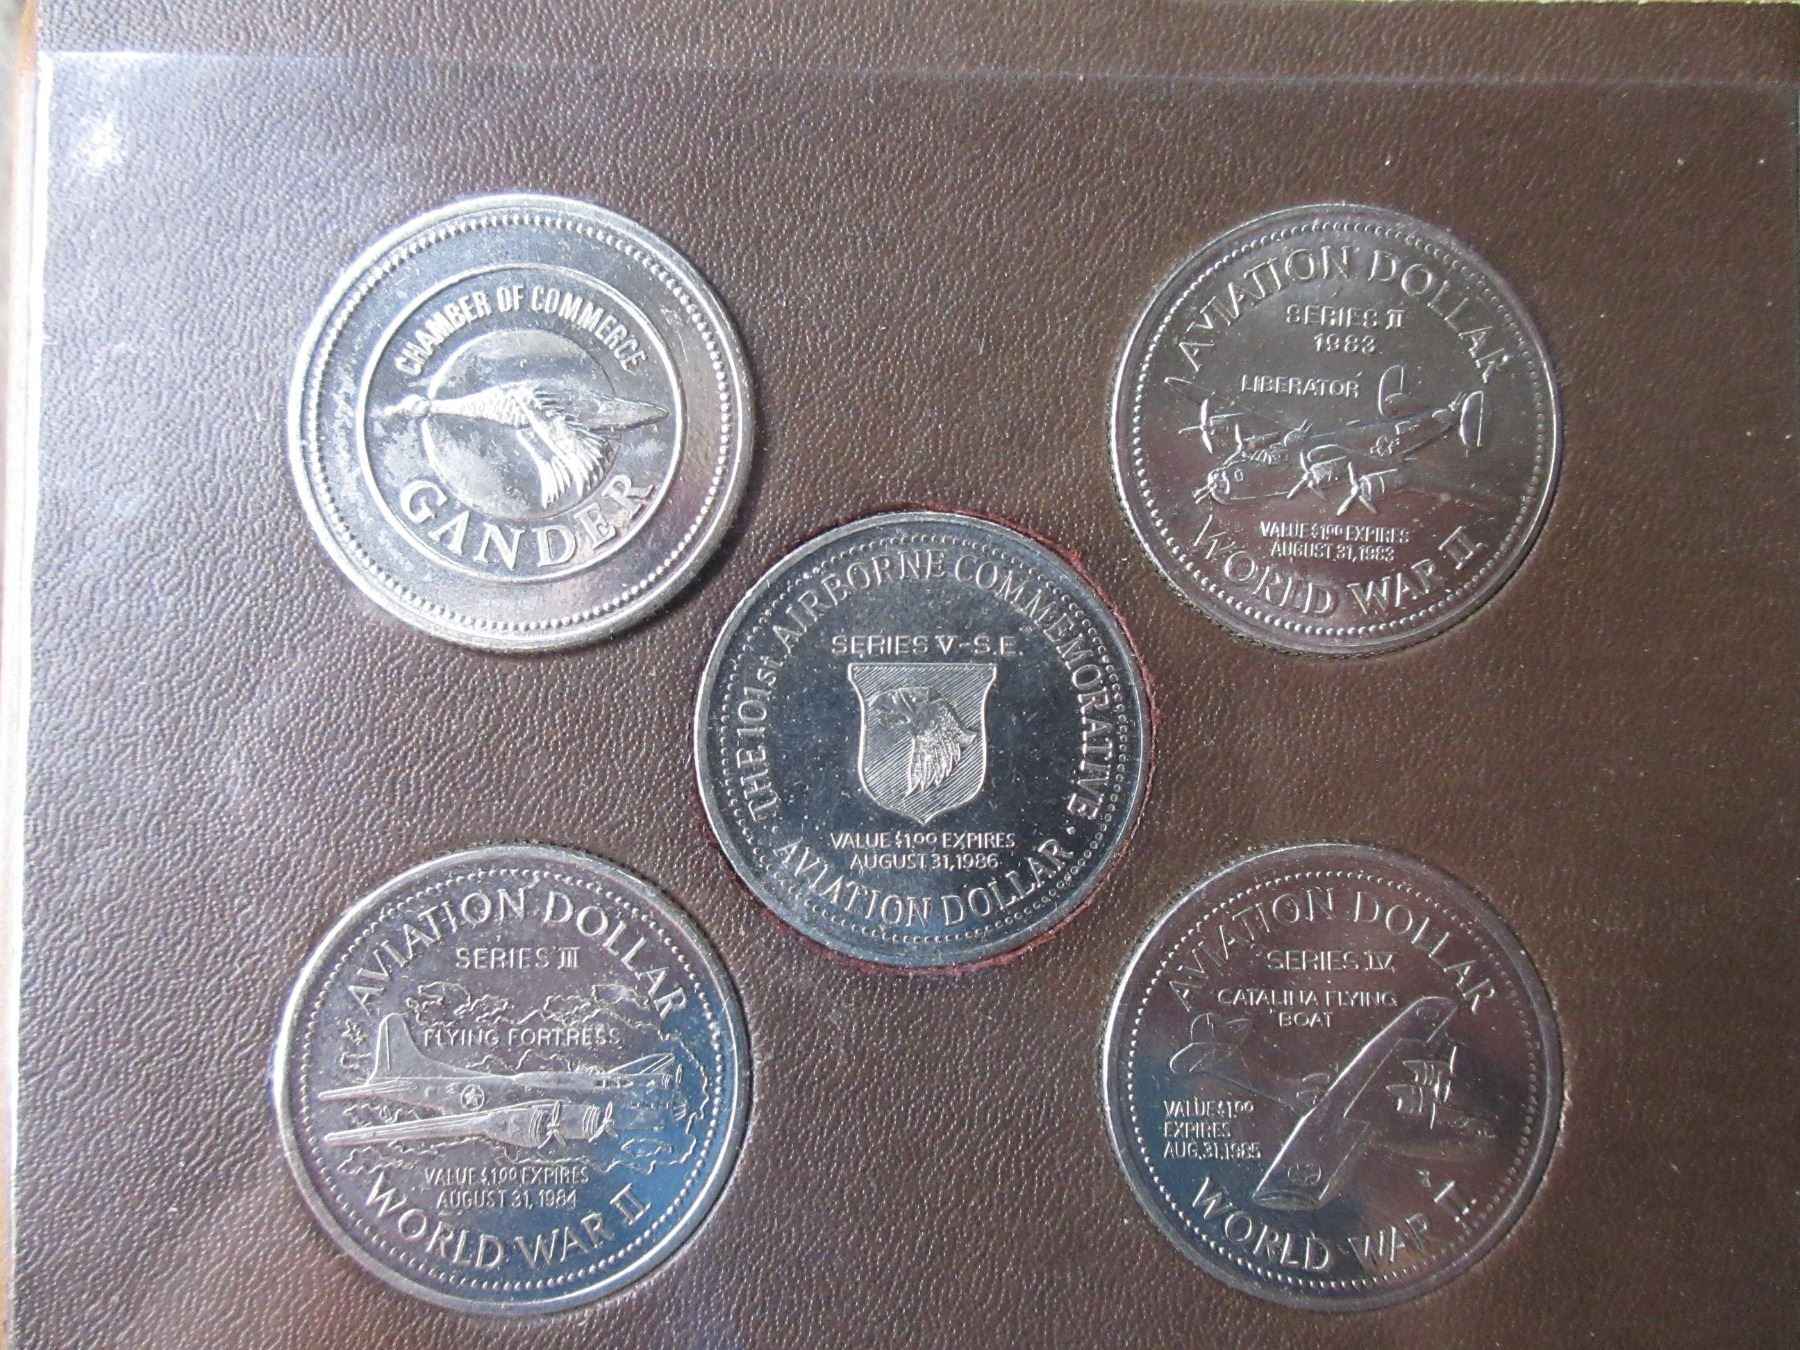 CHAMBER OF COMMERCE
GANDER
AVIATION DOLLAR
SERIES II
1983
LIBERATOR
VALUE $1.00 EXPIRES
AUGUST 31, 1983
WORLD WAR II
THE 101st AIRBORNE COMMEMORATIVE
SERIES V-S.E.
VALUE $1.00 EXPIRES
AUGUST 31, 1986
• AVIATION DOLLAR •
AVIATION DOLLAR
SERIES III
FLYING FORTRESS
VALUE $1.00 EXPIRES
AUGUST 31, 1984
WORLD WAR II
AVIATION DOLLAR
SERIES IV
CATALINA FLYING
BOAT
VALUE $1.00
EXPIRES
AUG. 31, 1985
WORLD WAR II